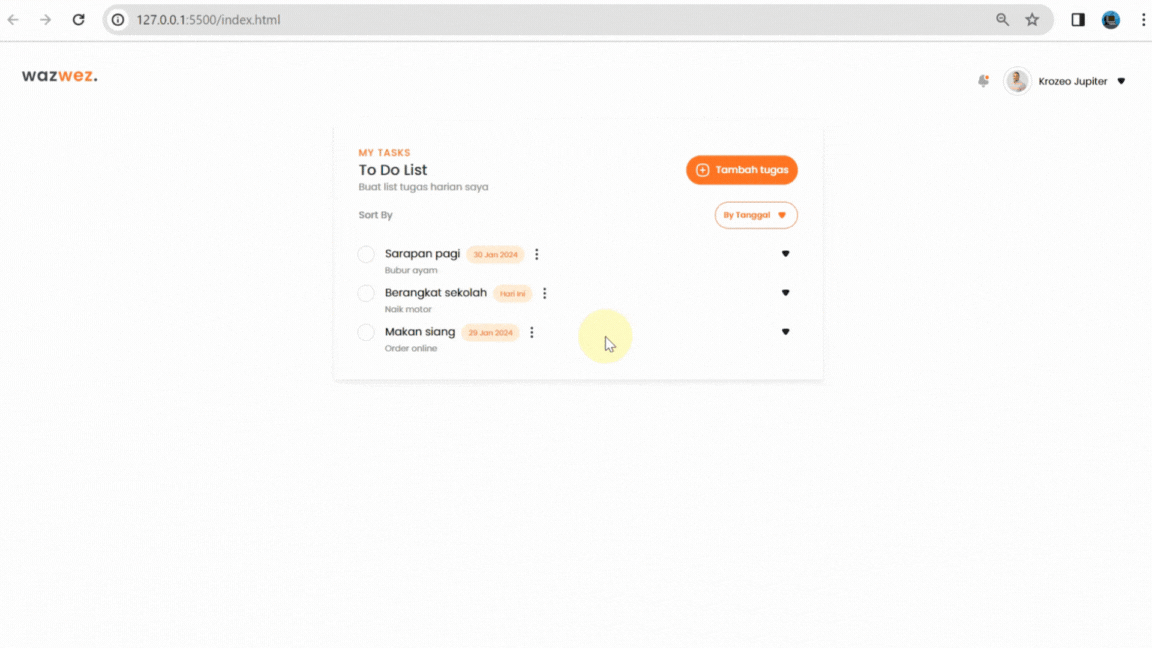 127.0.0.1:5500/index.html
wazwez.
Krozeo Jupiter
MY TASKS
To Do List
Buat list tugas harian saya
Tambah tugas
Sort By
By Tanggal
Sarapan pagi 30 Jan 2024
Bubur ayam
Berangkat sekolah Hari ini
Naik motor
Makan siang 29 Jan 2024
Order online